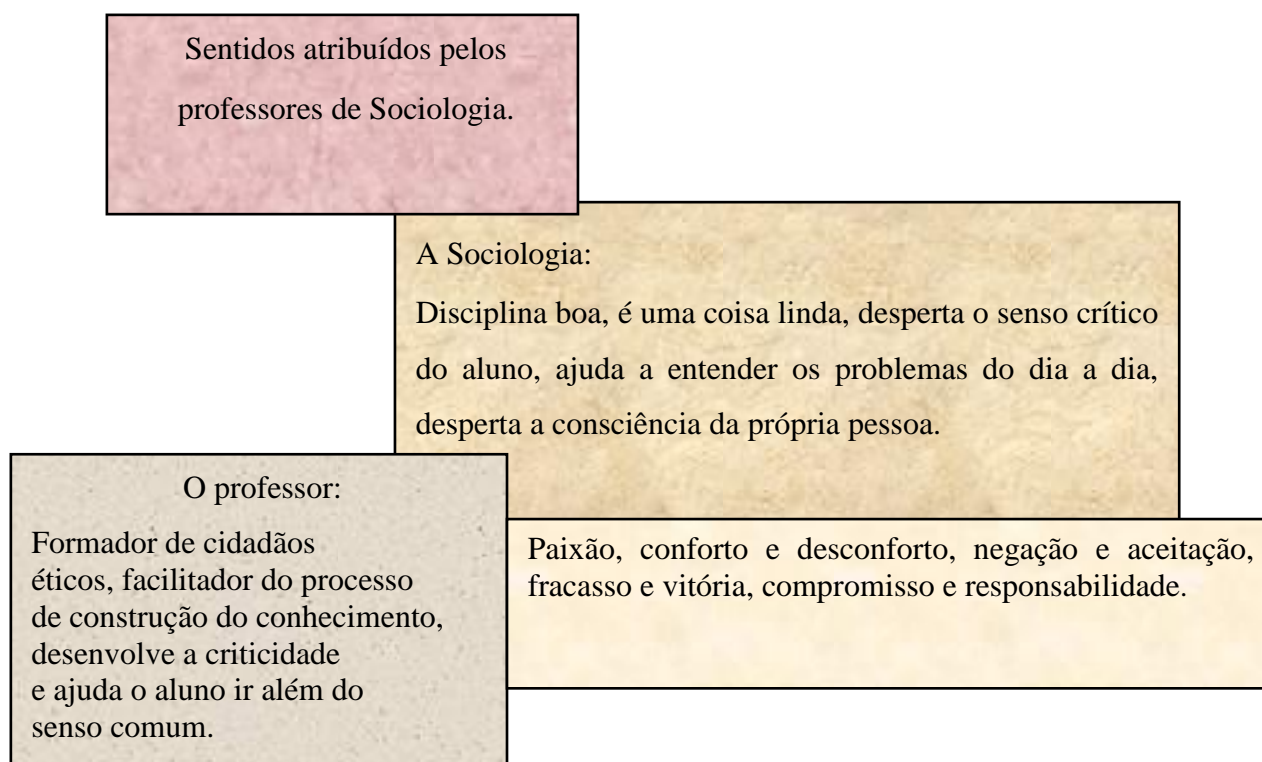 Sentidos atribuídos pelos
professores de Sociologia.
A Sociologia:
Disciplina boa, é uma coisa linda, desperta o senso crítico
do aluno, ajuda a entender os problemas do dia a dia,
desperta a consciência da própria pessoa.
O professor:
Formador de cidadãos
éticos, facilitador do processo
de construção do conhecimento,
desenvolve a criticidade
e ajuda o aluno ir além do
senso comum.
Paixão, conforto e desconforto, negação e aceitação,
fracasso e vitória, compromisso e responsabilidade.